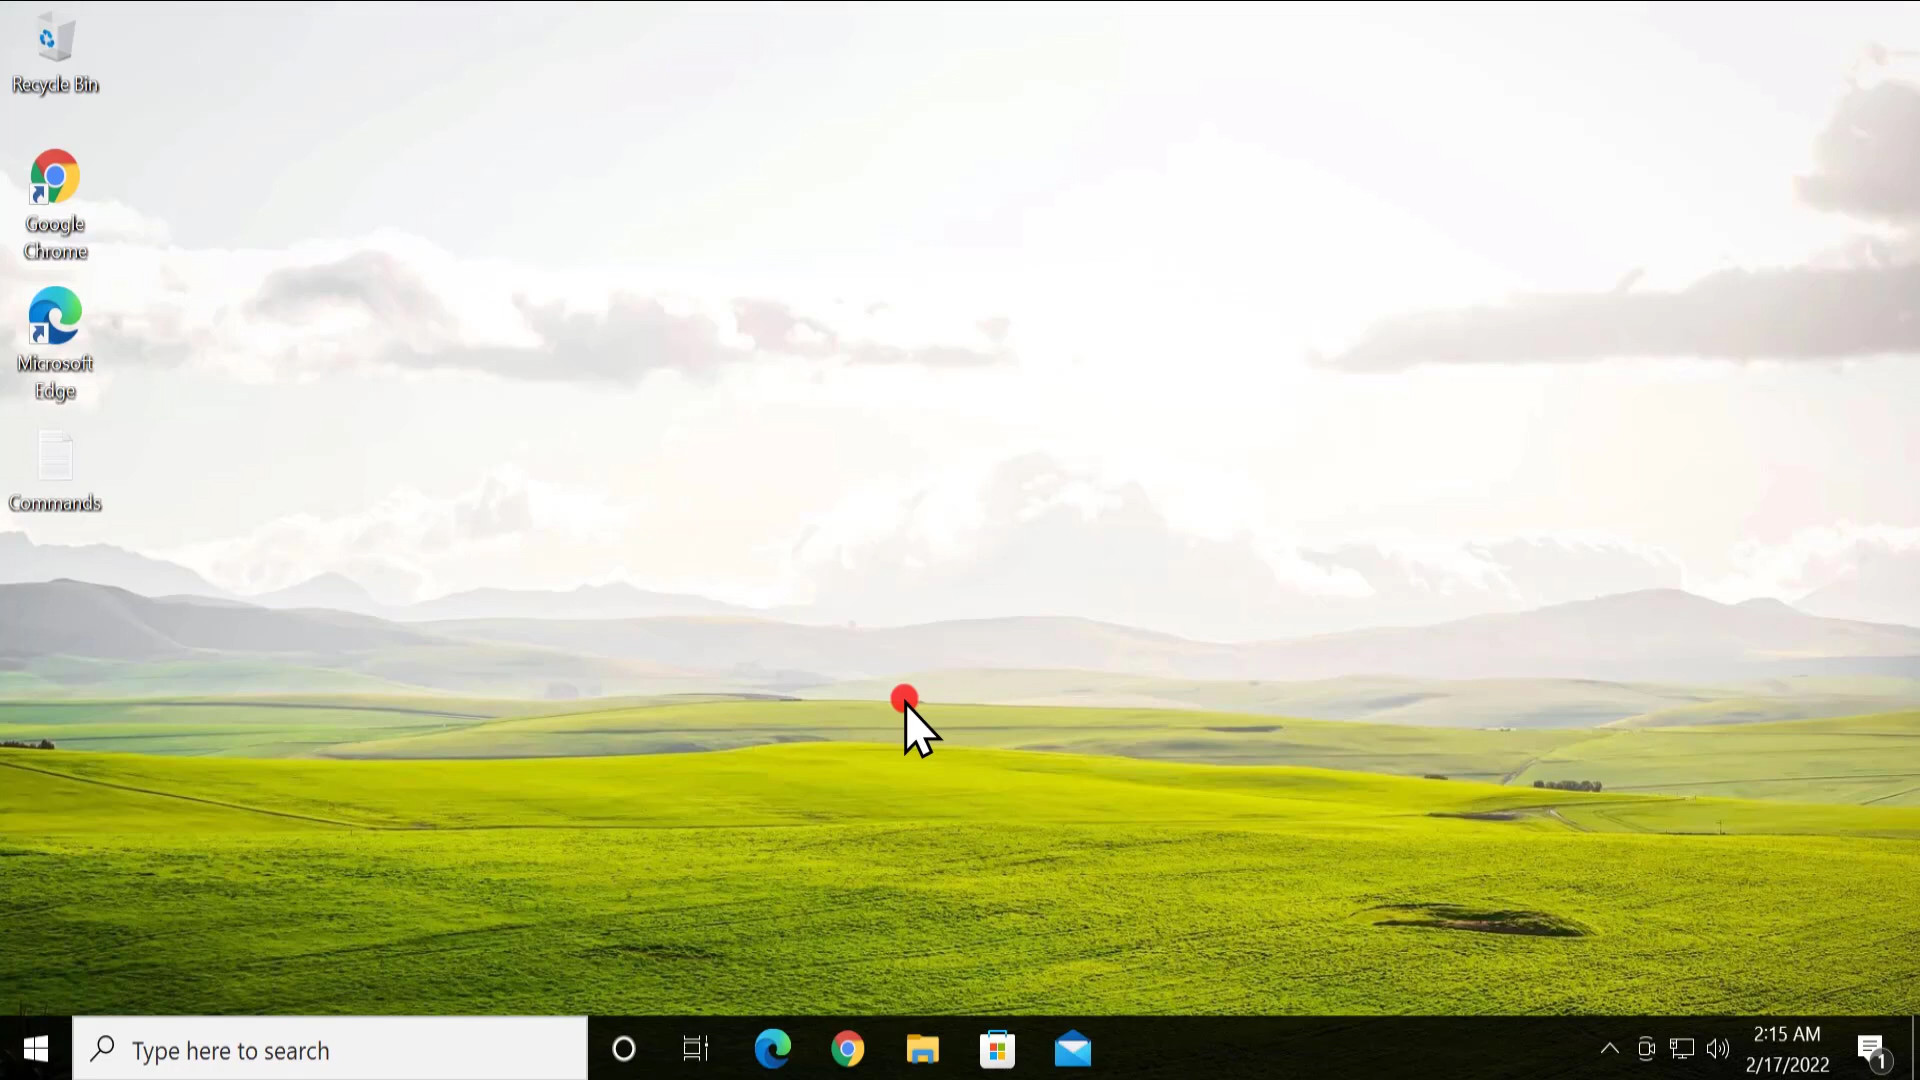 Recycle Bin
Google
Chrome
Microsoft
Edge
Commands
Type here to search
2:15 AM
2/17/2022
1